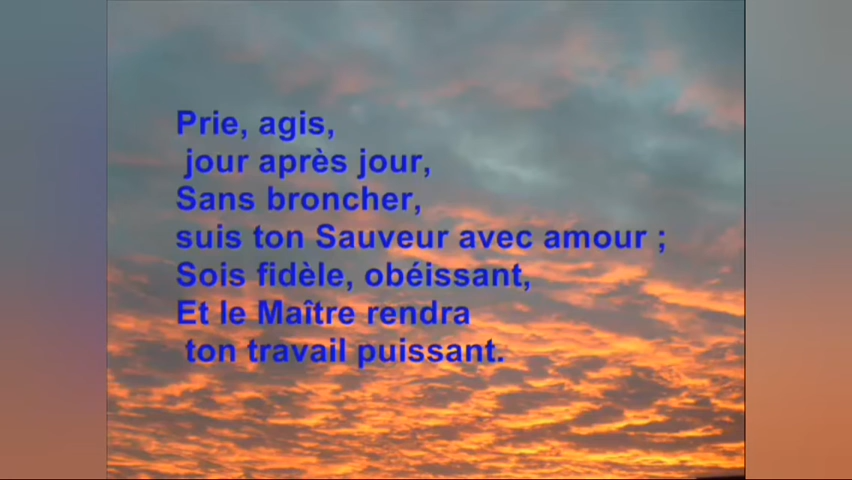 Prie, agis,
jour après jour,
Sans broncher,
suis ton Sauveur avec amour ;
Sois fidèle, obéissant,
Et le Maître rendra
ton travail puissant.